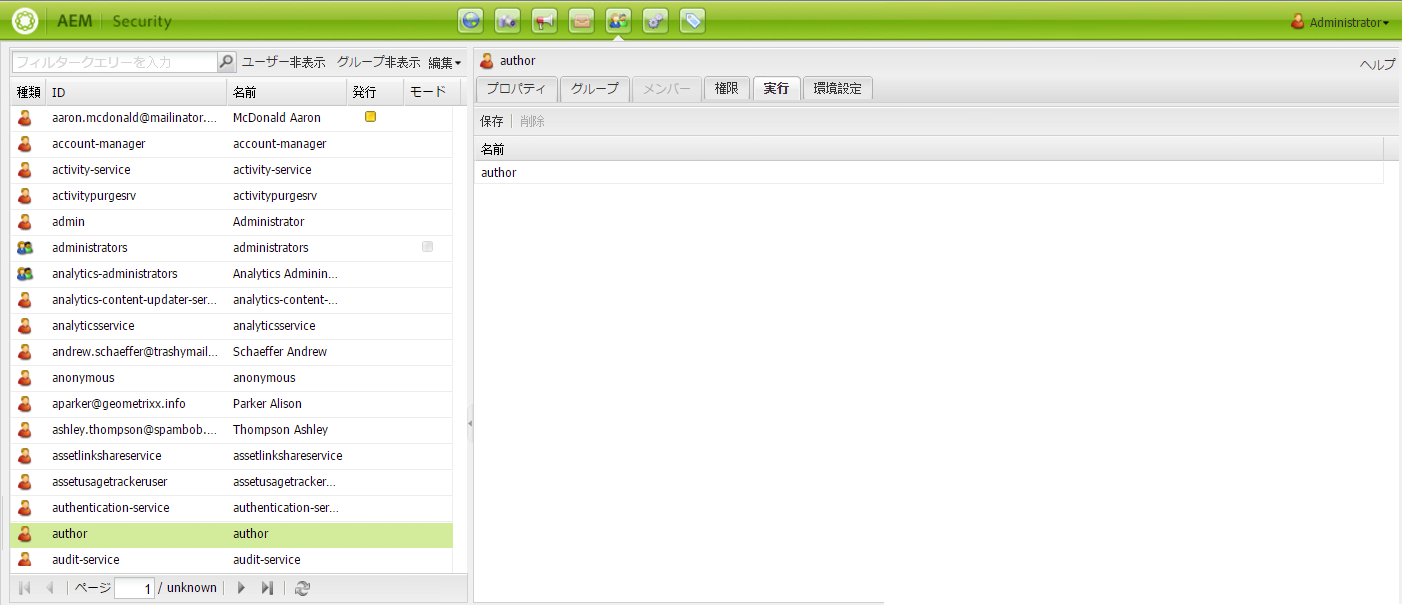 AEM Security
Administrator
フィルタークエリーを入力 ユーザー非表示 グループ非表示 編集
種類 ID 名前 発行 モード
aaron.mcdonald@mailinator.... McDonald Aaron
account-manager account-manager
activity-service activity-service
activitypurgesrv activitypurgesrv
admin Administrator
administrators administrators
analytics-administrators Analytics Adminin...
analytics-content-updater-ser... analytics-content-...
analyticsservice analyticsservice
andrew.schaeffer@trashymail... Schaeffer Andrew
anonymous anonymous
aparker@geometrixx.info Parker Alison
ashley.thompson@spambob.... Thompson Ashley
assetlinkshareservice assetlinkshareservice
assetusagetrackeruser assetusagetracker...
authentication-service authentication-ser...
author author
audit-service audit-service
ページ 1 / unknown
author
ヘルプ
プロパティ グループ メンバー 権限 実行 環境設定
保存 削除
名前
author